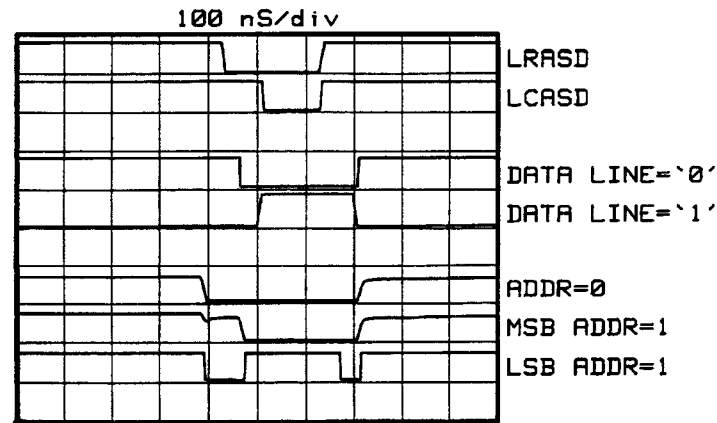 100 nS/div
LRASD
LCASD
DATA LINE=`0´
DATA LINE=`1´
ADDR=0
MSB ADDR=1
LSB ADDR=1